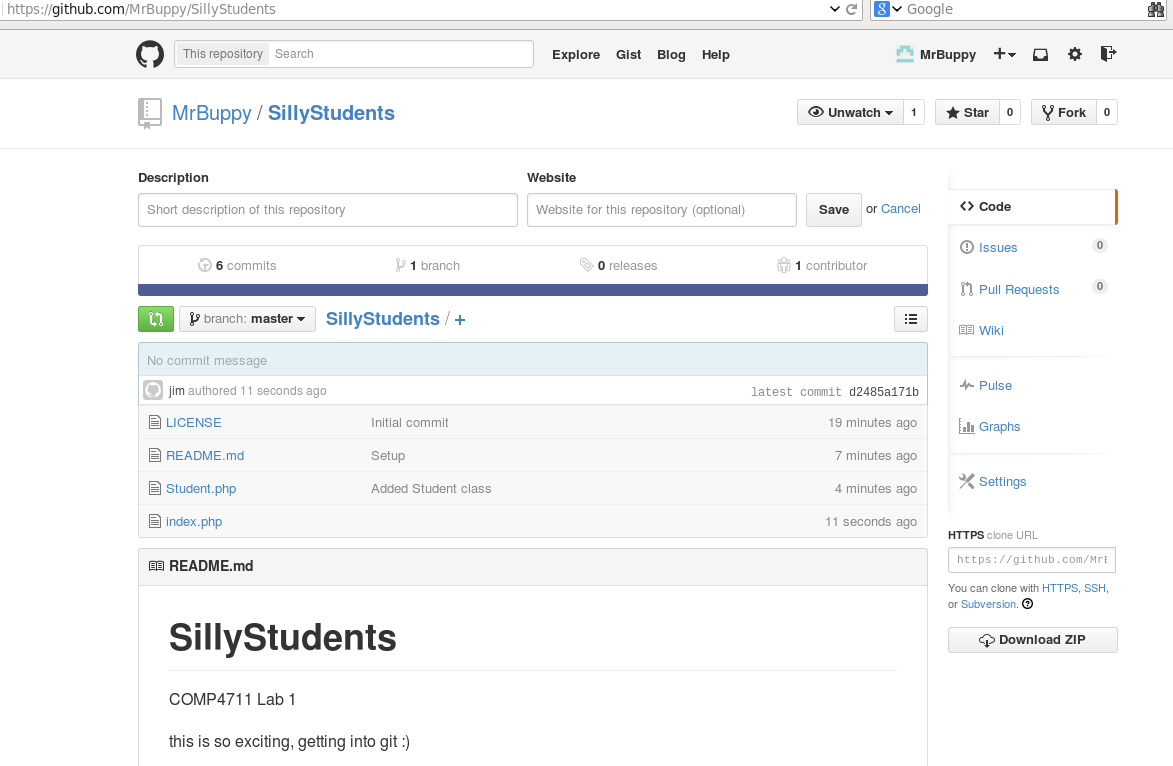 https://github.com/MrBuppy/SillyStudents
8 Google
This repository Search Explore Gist Blog Help MrBuppy
MrBuppy / SillyStudents Unwatch 1 Star 0 Fork 0
Description Website
Short description of this repository Website for this repository (optional) Save or Cancel
Code
6 commits 1 branch 0 releases 1 contributor
Issues 0
Pull Requests 0
branch: master SillyStudents / +
Wiki
No commit message
jim authored 11 seconds ago latest commit d2485a171b
Pulse
LICENSE Initial commit 19 minutes ago
Graphs
README.md Setup 7 minutes ago
Student.php Added Student class 4 minutes ago
Settings
index.php 11 seconds ago
HTTPS clone URL
https://github.com/MrB
You can clone with HTTPS, SSH,
or Subversion.
Download ZIP
README.md
SillyStudents
COMP4711 Lab 1
this is so exciting, getting into git :)